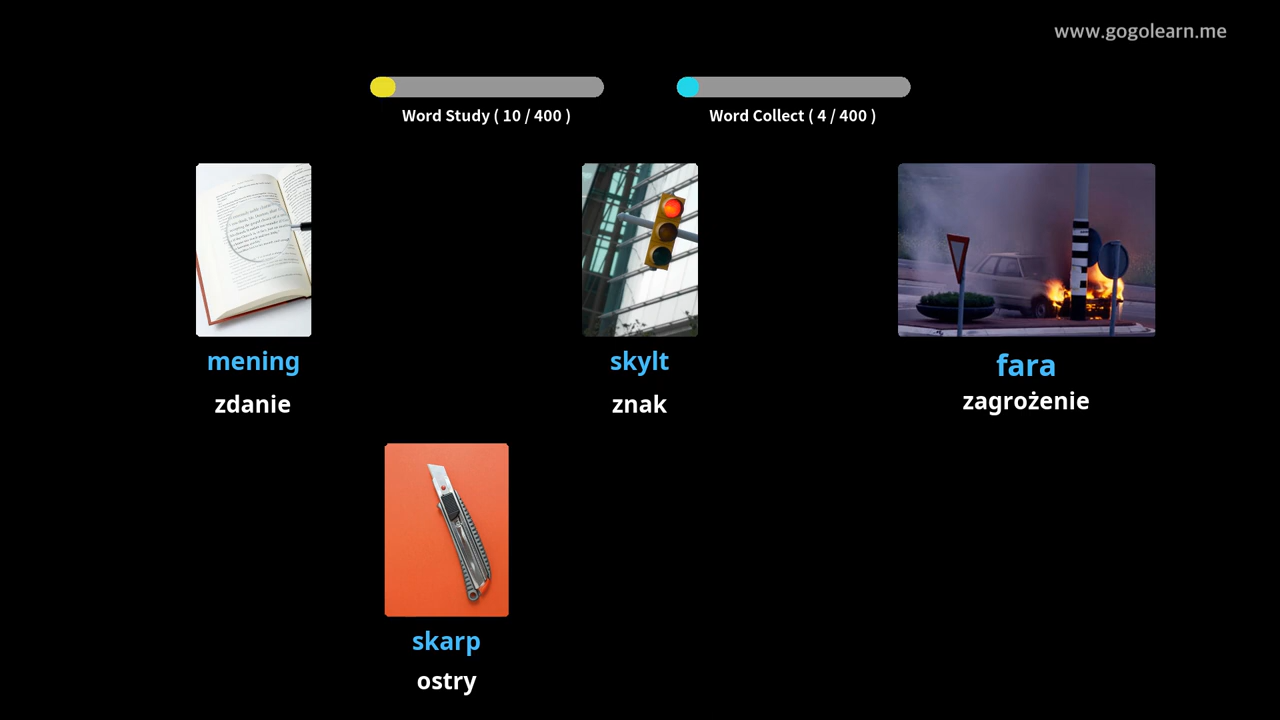 www.gogolearn.me
Word Study ( 10 / 400 )
Word Collect ( 4 / 400 )
mening
zdanie
skylt
znak
fara
zagrożenie
skarp
ostry